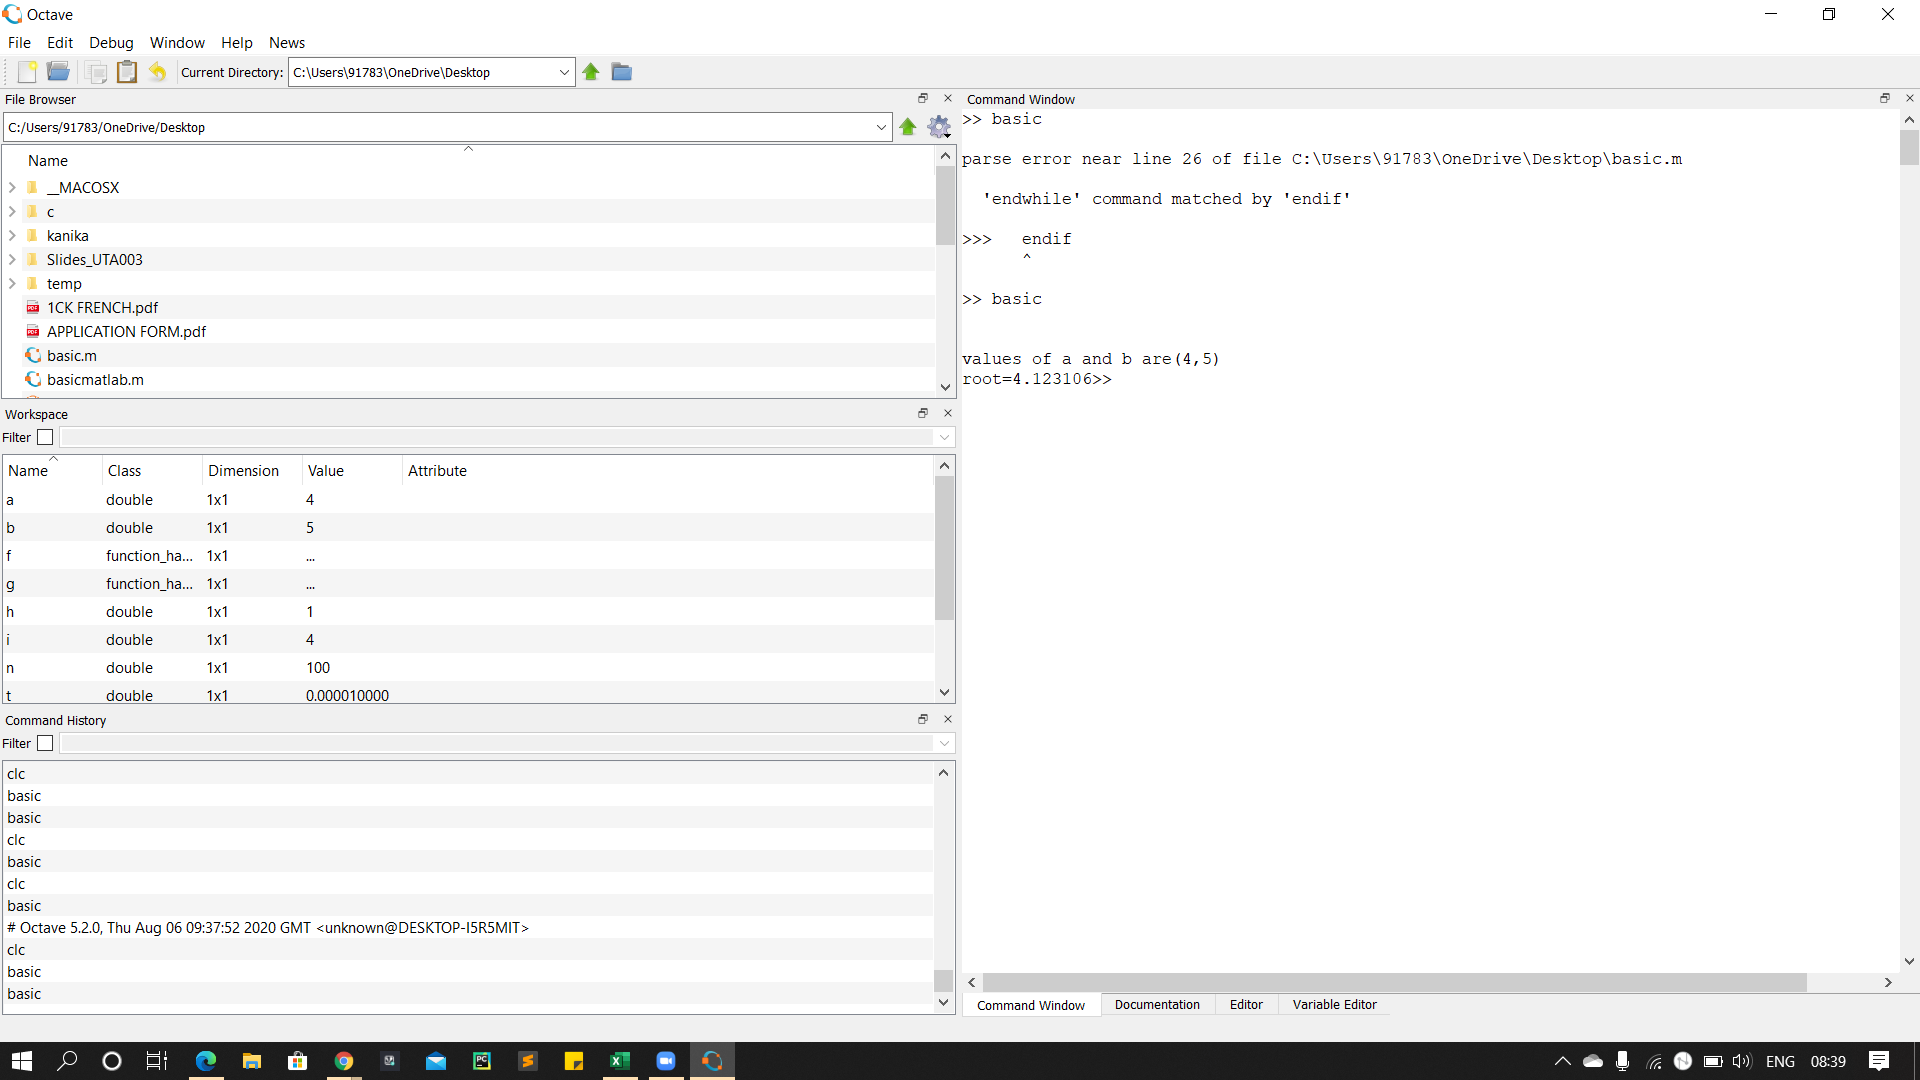 Octave
File Edit Debug Window Help News
Current Directory: C:\Users\91783\OneDrive\Desktop
File Browser
C:/Users/91783/OneDrive/Desktop
Name
__MACOSX
c
kanika
Slides_UTA003
temp
1CK FRENCH.pdf
APPLICATION FORM.pdf
basic.m
basicmatlab.m
Workspace
Filter
Name Class Dimension Value Attribute
a double 1x1 4
b double 1x1 5
f function_ha... 1x1 ...
g function_ha... 1x1 ...
h double 1x1 1
i double 1x1 4
n double 1x1 100
t double 1x1 0.000010000
Command History
Filter
clc
basic
basic
clc
basic
clc
basic
# Octave 5.2.0, Thu Aug 06 09:37:52 2020 GMT <unknown@DESKTOP-I5R5MIT>
clc
basic
basic
Command Window
>> basic
parse error near line 26 of file C:\Users\91783\OneDrive\Desktop\basic.m
'endwhile' command matched by 'endif'
>>> endif
^
>> basic
values of a and b are(4,5)
root=4.123106>>
Command Window Documentation Editor Variable Editor
ENG 08:39